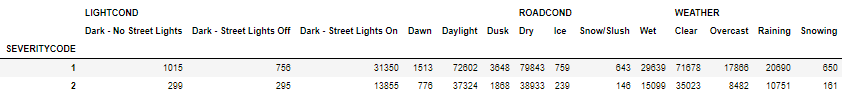 LIGHTCOND ROADCOND WEATHER
Dark - No Street Lights Dark - Street Lights Off Dark - Street Lights On Dawn Daylight Dusk Dry Ice Snow/Slush Wet Clear Overcast Raining Snowing
SEVERITYCODE
1 1015 756 31350 1513 72602 3648 79843 759 643 29639 71678 17866 20690 650
2 299 295 13855 776 37324 1868 38933 239 146 15099 35023 8482 10751 161